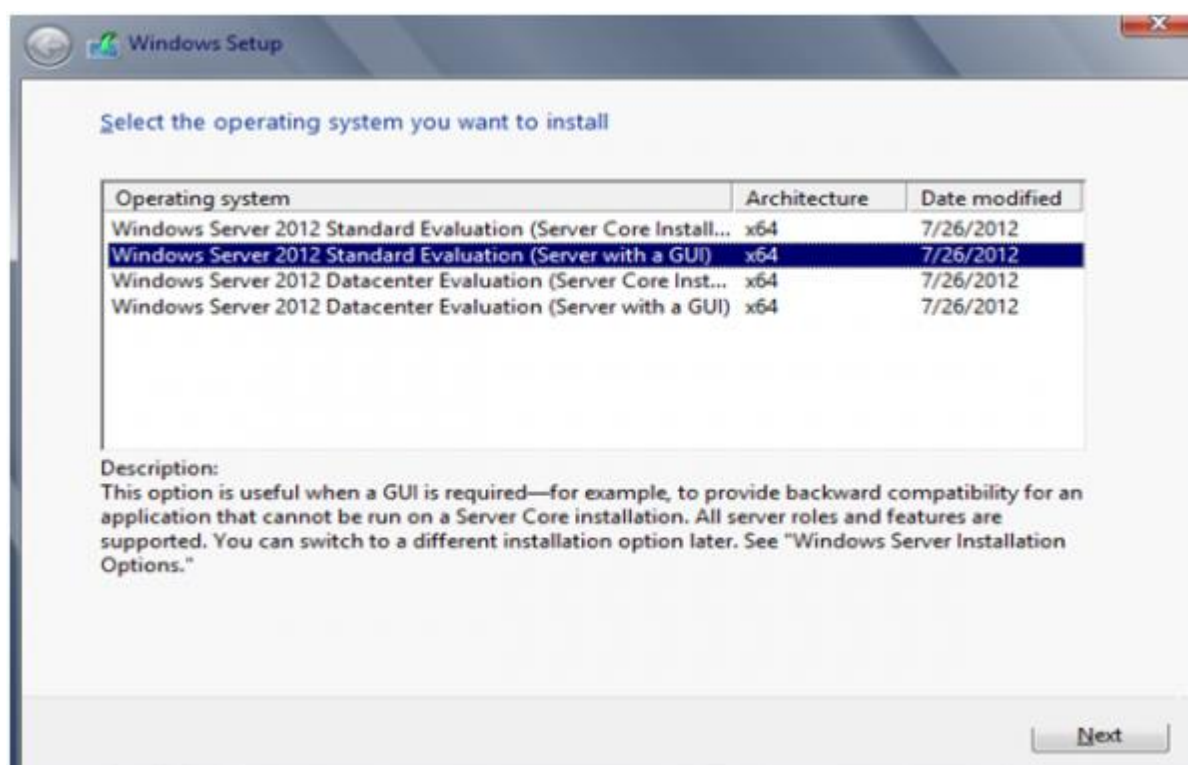 Windows Setup
Select the operating system you want to install
Operating system Architecture Date modified
Windows Server 2012 Standard Evaluation (Server Core Install... x64 7/26/2012
Windows Server 2012 Standard Evaluation (Server with a GUI) x64 7/26/2012
Windows Server 2012 Datacenter Evaluation (Server Core Inst... x64 7/26/2012
Windows Server 2012 Datacenter Evaluation (Server with a GUI) x64 7/26/2012
Description:
This option is useful when a GUI is required—for example, to provide backward compatibility for an
application that cannot be run on a Server Core installation. All server roles and features are
supported. You can switch to a different installation option later. See "Windows Server Installation
Options."
Next